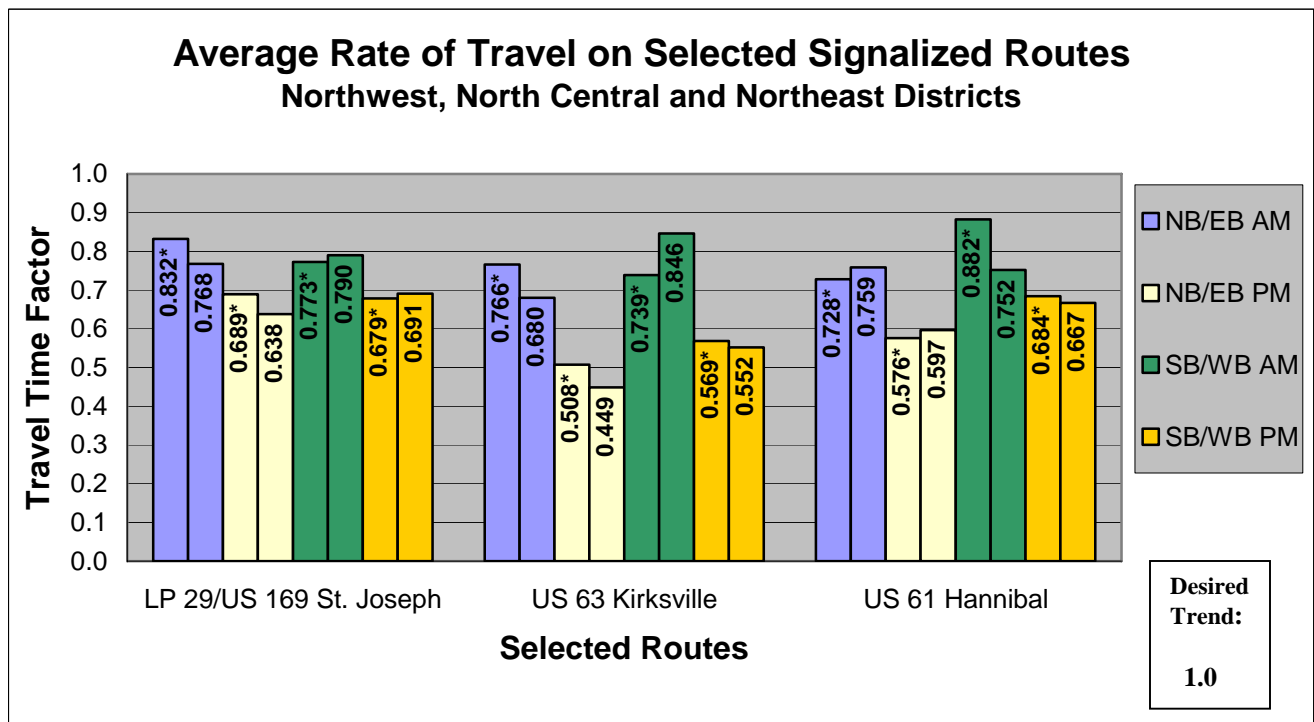 Average Rate of Travel on Selected Signalized Routes
Northwest, North Central and Northeast Districts
Travel Time Factor
1.0
0.9
0.8
0.7
0.6
0.5
0.4
0.3
0.2
0.1
0.0
0.832*
0.768
0.689*
0.638
0.773*
0.790
0.679*
0.691
0.766*
0.680
0.508*
0.449
0.739*
0.846
0.569*
0.552
0.728*
0.759
0.576*
0.597
0.882*
0.752
0.684*
0.667
LP 29/US 169 St. Joseph
US 63 Kirksville
US 61 Hannibal
Selected Routes
NB/EB AM
NB/EB PM
SB/WB AM
SB/WB PM
Desired
Trend:
1.0